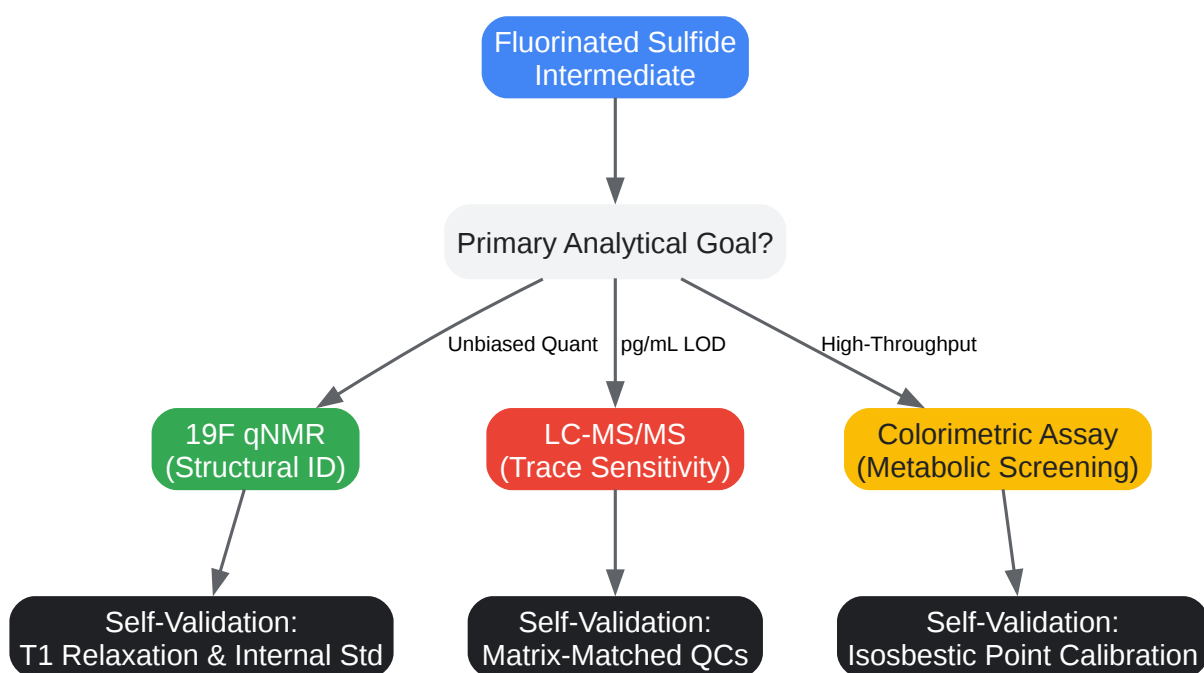 Fluorinated Sulfide
Intermediate
Primary Analytical Goal?
Unbiased Quant
pg/mL LOD
High-Throughput
19F qNMR
(Structural ID)
LC-MS/MS
(Trace Sensitivity)
Colorimetric Assay
(Metabolic Screening)
Self-Validation:
T1 Relaxation & Internal Std
Self-Validation:
Matrix-Matched QCs
Self-Validation:
Isosbestic Point Calibration